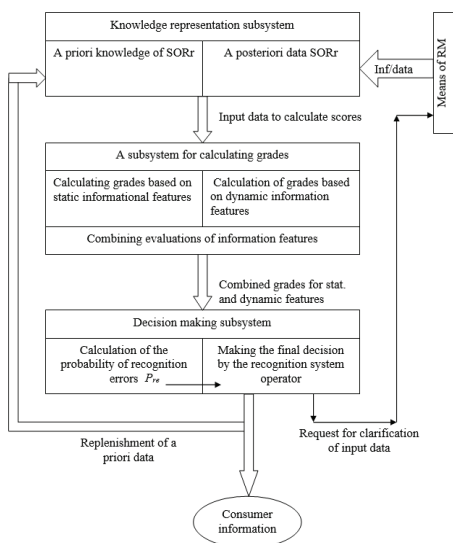 Knowledge representation subsystem
A priori knowledge of SORr
A posteriori data SORr
Inf/data
Means of RM
Input data to calculate scores
A subsystem for calculating grades
Calculating grades based on
static informational features
Calculation of grades based
on dynamic information
features
Combining evaluations of information features
Combined grades for stat.
and dynamic features
Decision making subsystem
Calculation of the
probability of recognition
errors Pre
Making the final decision
by the recognition system
operator
Replenishment of a
priori data
Request for clarification
of input data
Consumer
information